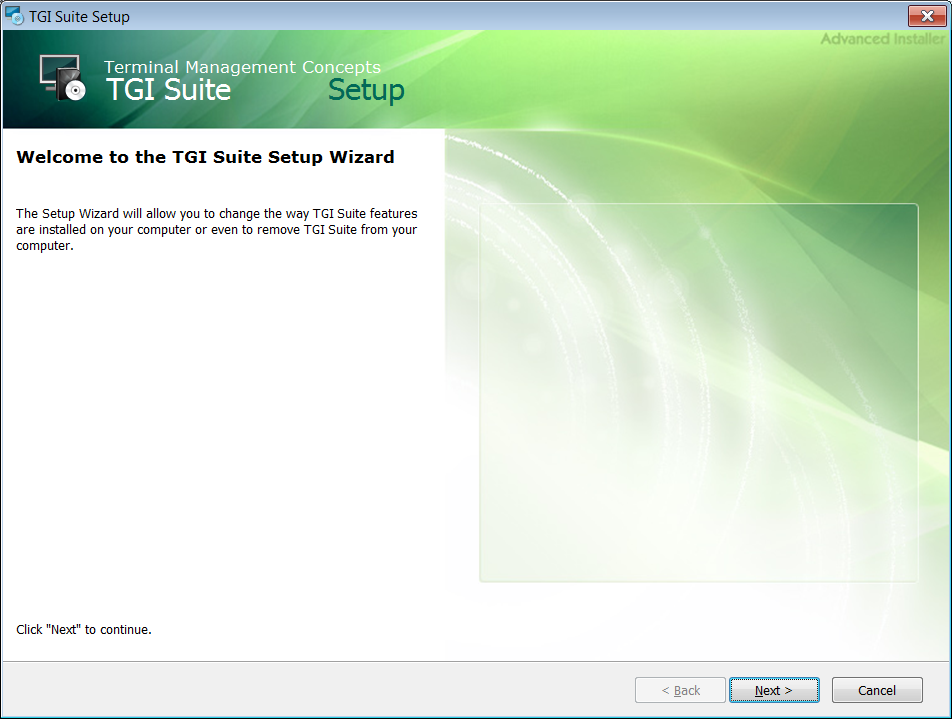 TGI Suite Setup
Advanced Installer
Terminal Management Concepts
TGI Suite Setup
Welcome to the TGI Suite Setup Wizard
The Setup Wizard will allow you to change the way TGI Suite features
are installed on your computer or even to remove TGI Suite from your
computer.
Click "Next" to continue.
< Back Next > Cancel